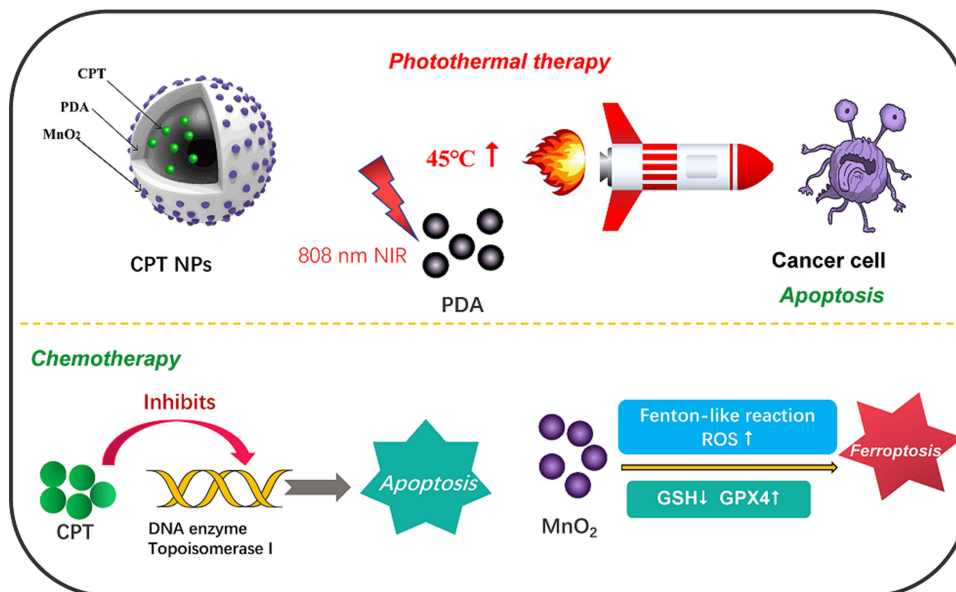 CPT
PDA
MnO₂
CPT NPs
Photothermal therapy
45°C ↑
808 nm NIR
PDA
Cancer cell
Apoptosis
Chemotherapy
Inhibits
CPT
DNA enzyme
Topoisomerase I
Apoptosis
MnO₂
Fenton-like reaction
ROS ↑
GSH↓ GPX4↑
Ferroptosis